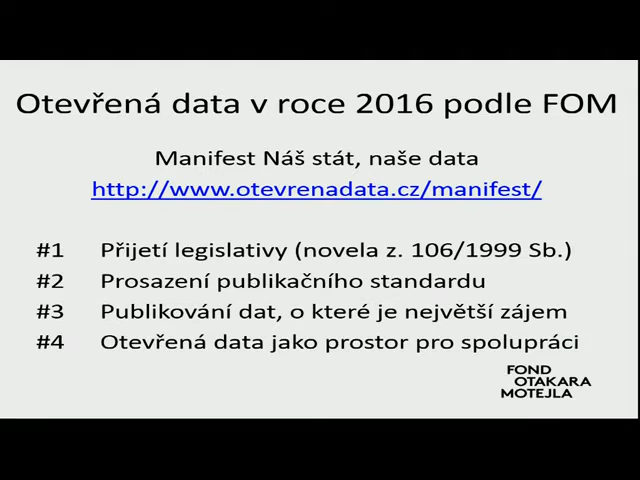 Otevřená data v roce 2016 podle FOM
Manifest Náš stát, naše data
http://www.otevrenadata.cz/manifest/
#1 Přijetí legislativy (novela z. 106/1999 Sb.)
#2 Prosazení publikačního standardu
#3 Publikování dat, o které je největší zájem
#4 Otevřená data jako prostor pro spolupráci
FOND
OTAKARA
MOTEJLA